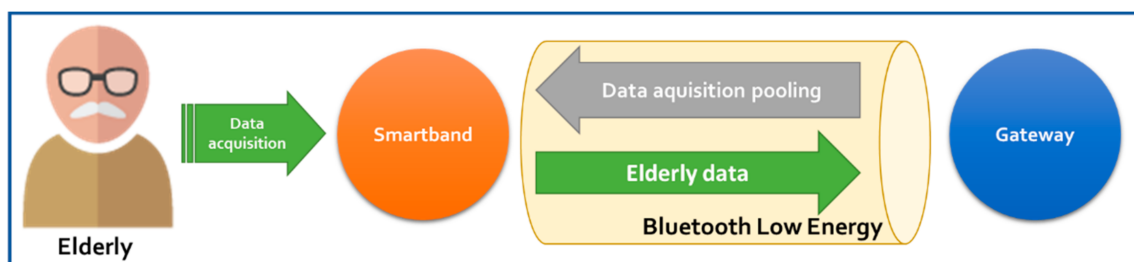 Data
acquisition
Smartband
Data aquisition pooling
Elderly data
Bluetooth Low Energy
Gateway
Elderly